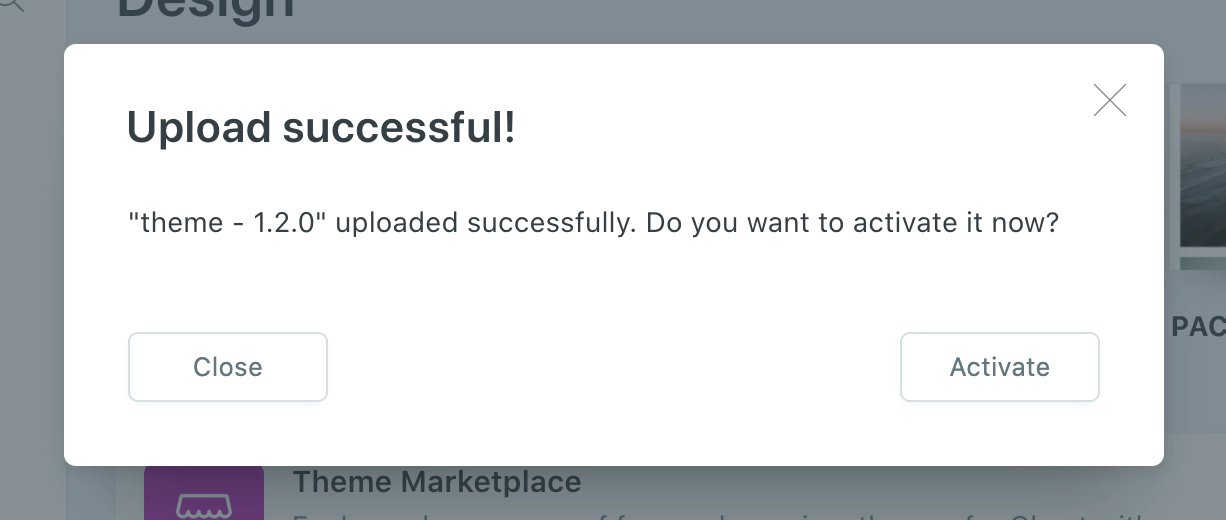 Design
Upload successful!
"theme - 1.2.0" uploaded successfully. Do you want to activate it now?
Close
Activate
PAC
Theme Marketplace